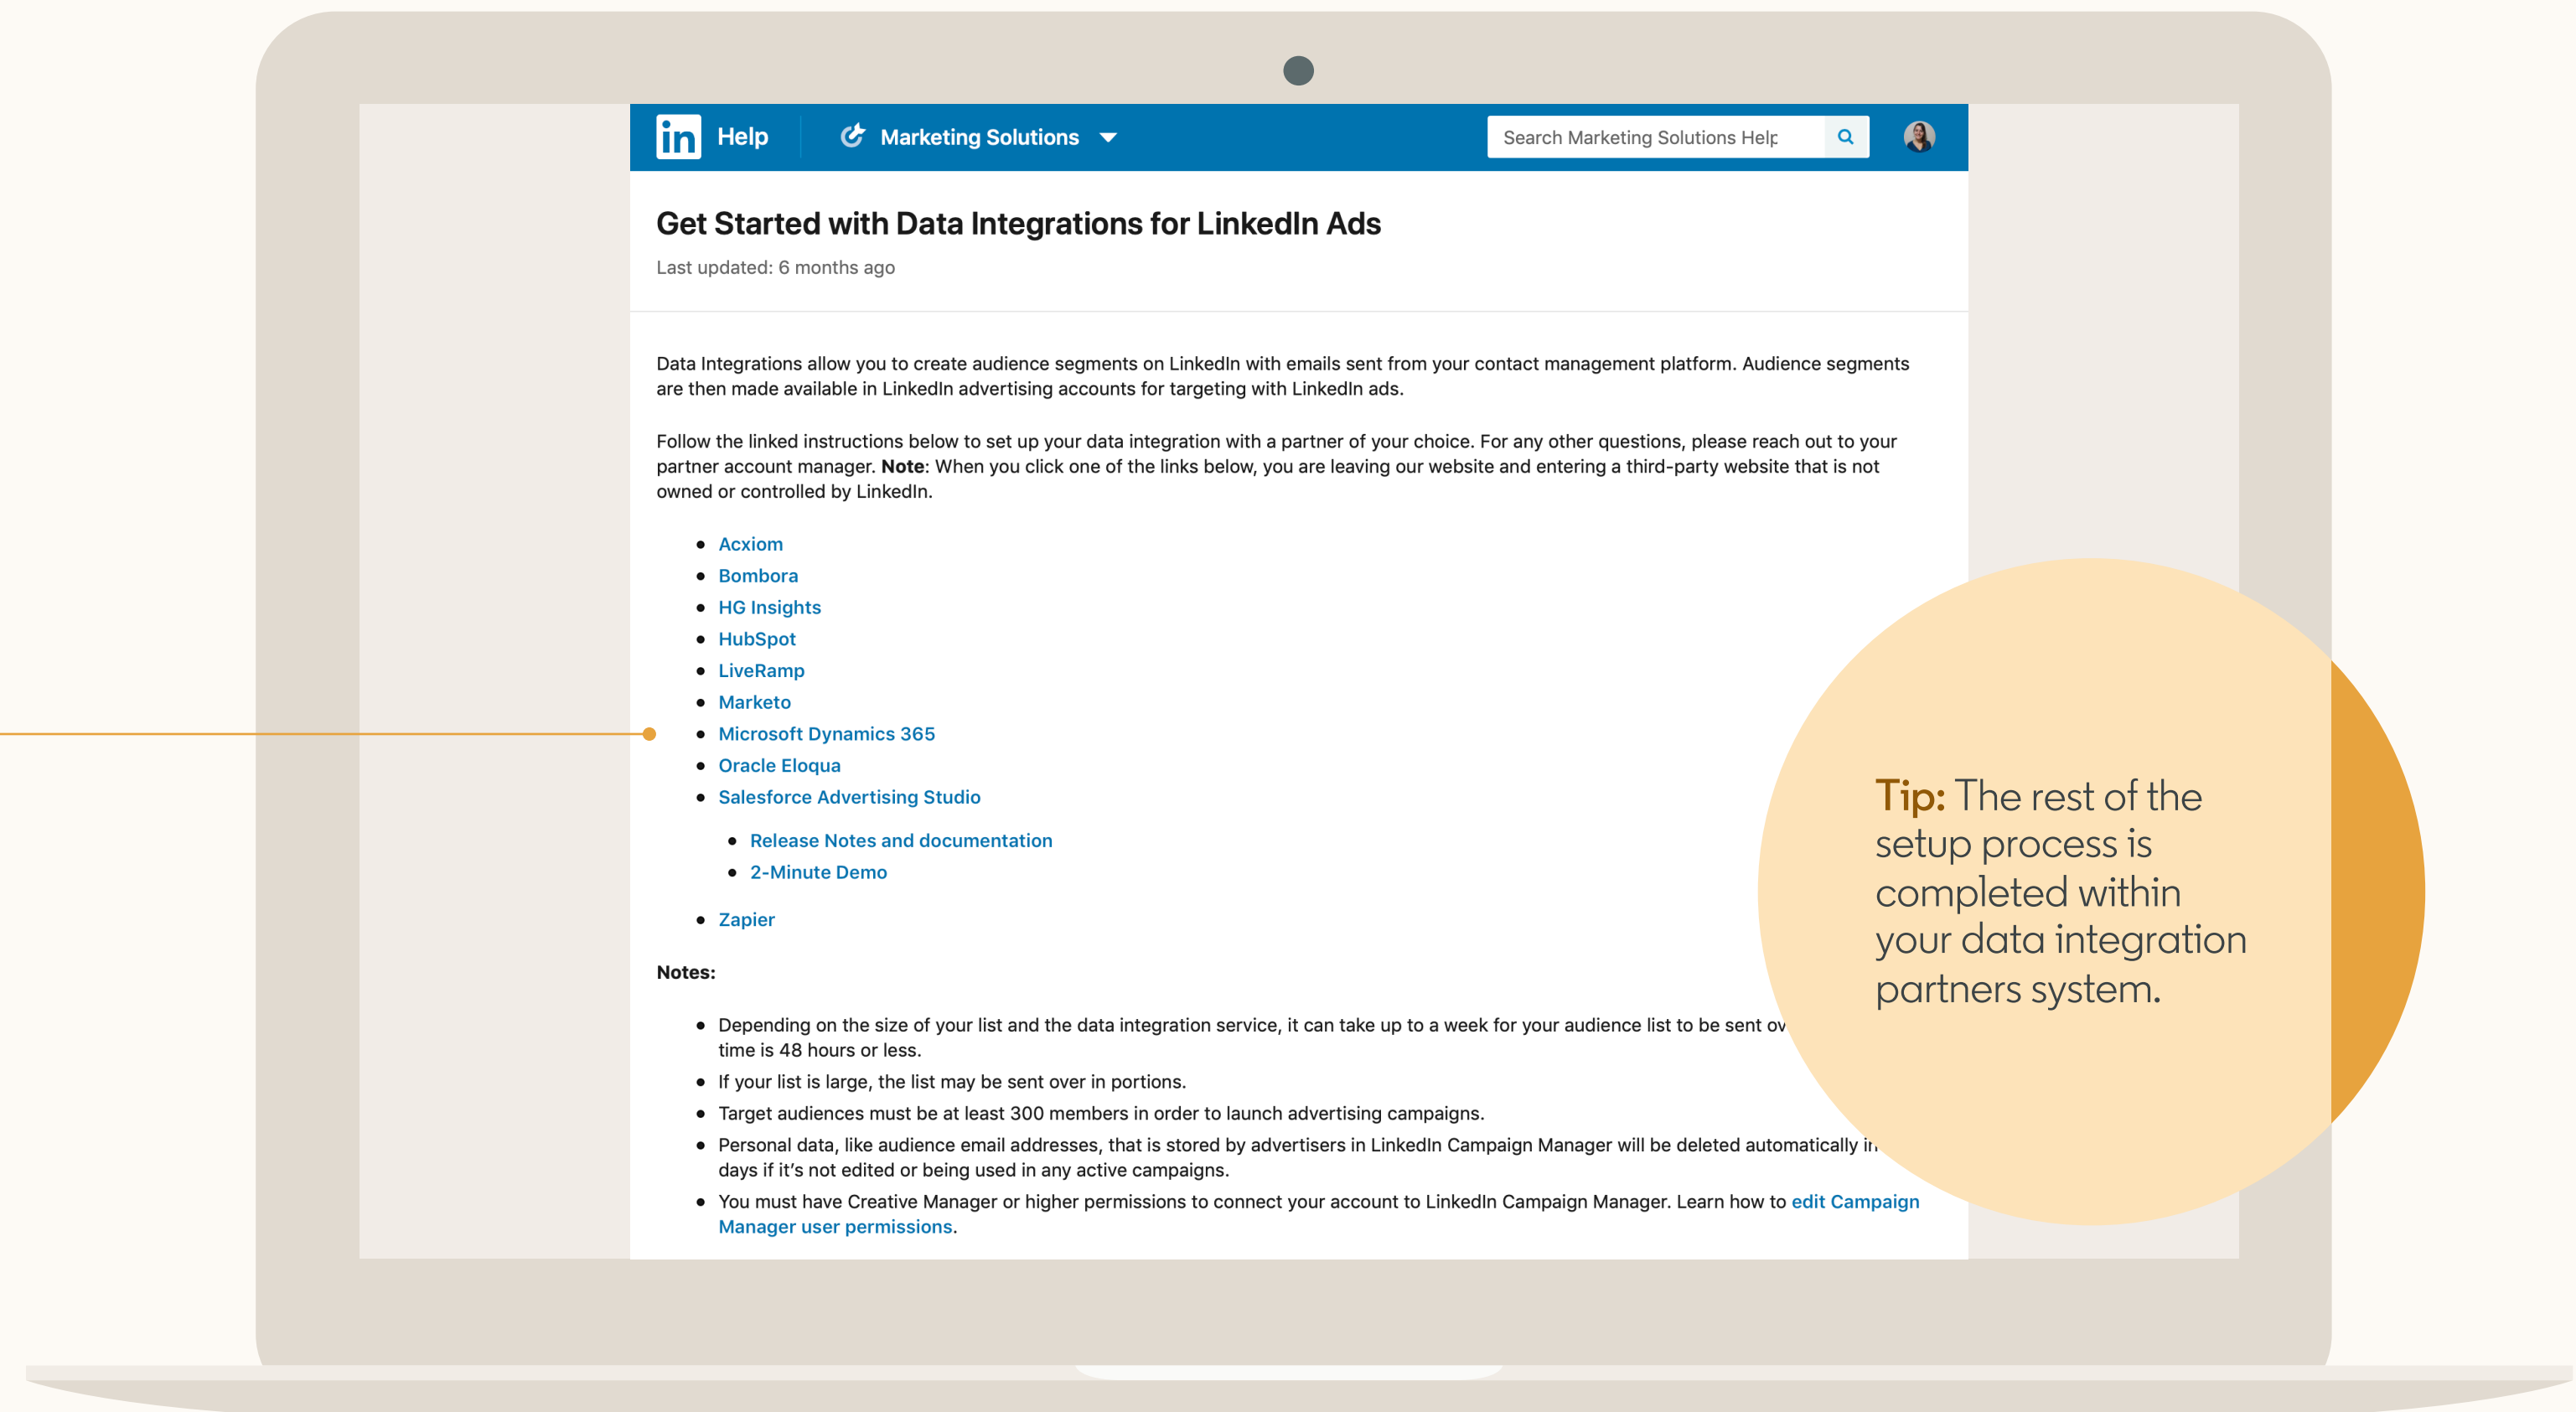 in Help Marketing Solutions Search Marketing Solutions Help
Get Started with Data Integrations for LinkedIn Ads
Last updated: 6 months ago
Data Integrations allow you to create audience segments on LinkedIn with emails sent from your contact management platform. Audience segments
are then made available in LinkedIn advertising accounts for targeting with LinkedIn ads.
Follow the linked instructions below to set up your data integration with a partner of your choice. For any other questions, please reach out to your
partner account manager. Note: When you click one of the links below, you are leaving our website and entering a third-party website that is not
owned or controlled by LinkedIn.
Acxiom
Bombora
HG Insights
HubSpot
LiveRamp
Marketo
Microsoft Dynamics 365
Oracle Eloqua
Salesforce Advertising Studio
Release Notes and documentation
2-Minute Demo
Zapier
Notes:
Depending on the size of your list and the data integration service, it can take up to a week for your audience list to be sent
time is 48 hours or less.
If your list is large, the list may be sent over in portions.
Target audiences must be at least 300 members in order to launch advertising campaigns.
Personal data, like audience email addresses, that is stored by advertisers in LinkedIn Campaign Manager will be deleted automatically
days if it's not edited or being used in any active campaigns.
You must have Creative Manager or higher permissions to connect your account to LinkedIn Campaign Manager. Learn how to edit Campaign
Manager user permissions.
Tip: The rest of the
setup process is
completed within
your data integration
partners system.